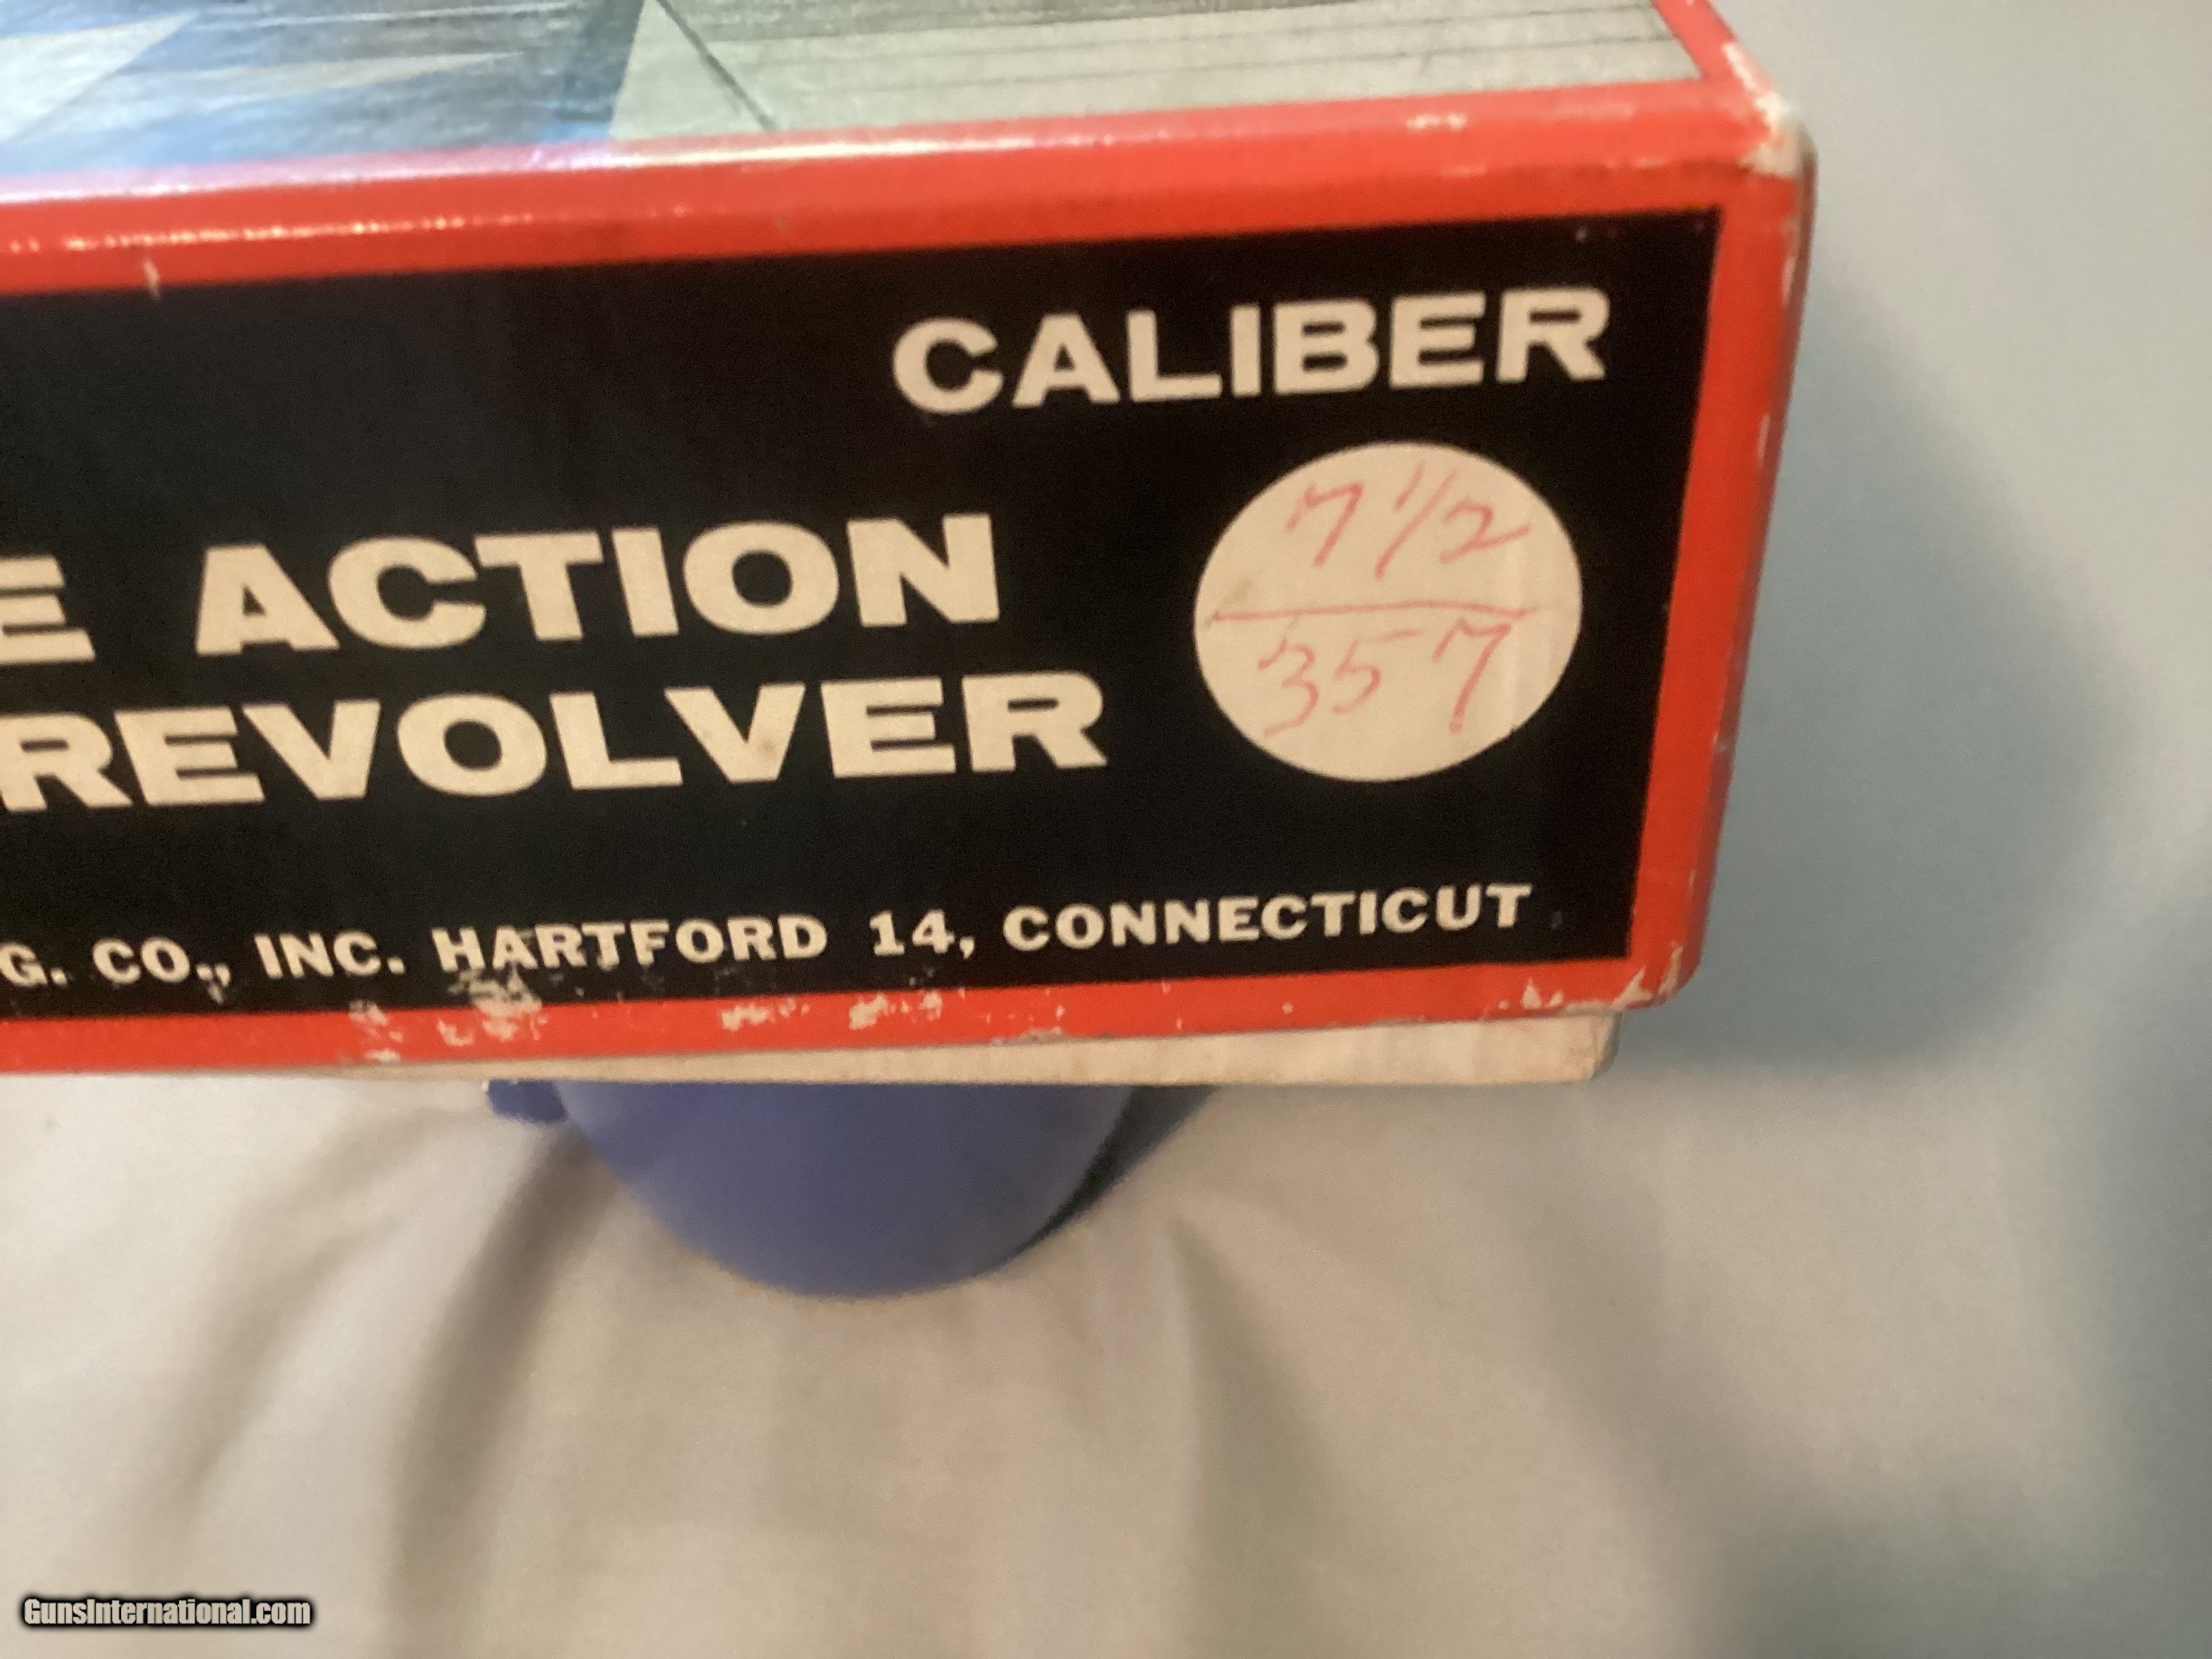 CALIBER
7 1/2
357
E ACTION
REVOLVER
G. CO., INC. HARTFORD 14, CONNECTICUT
GunsInternational.com